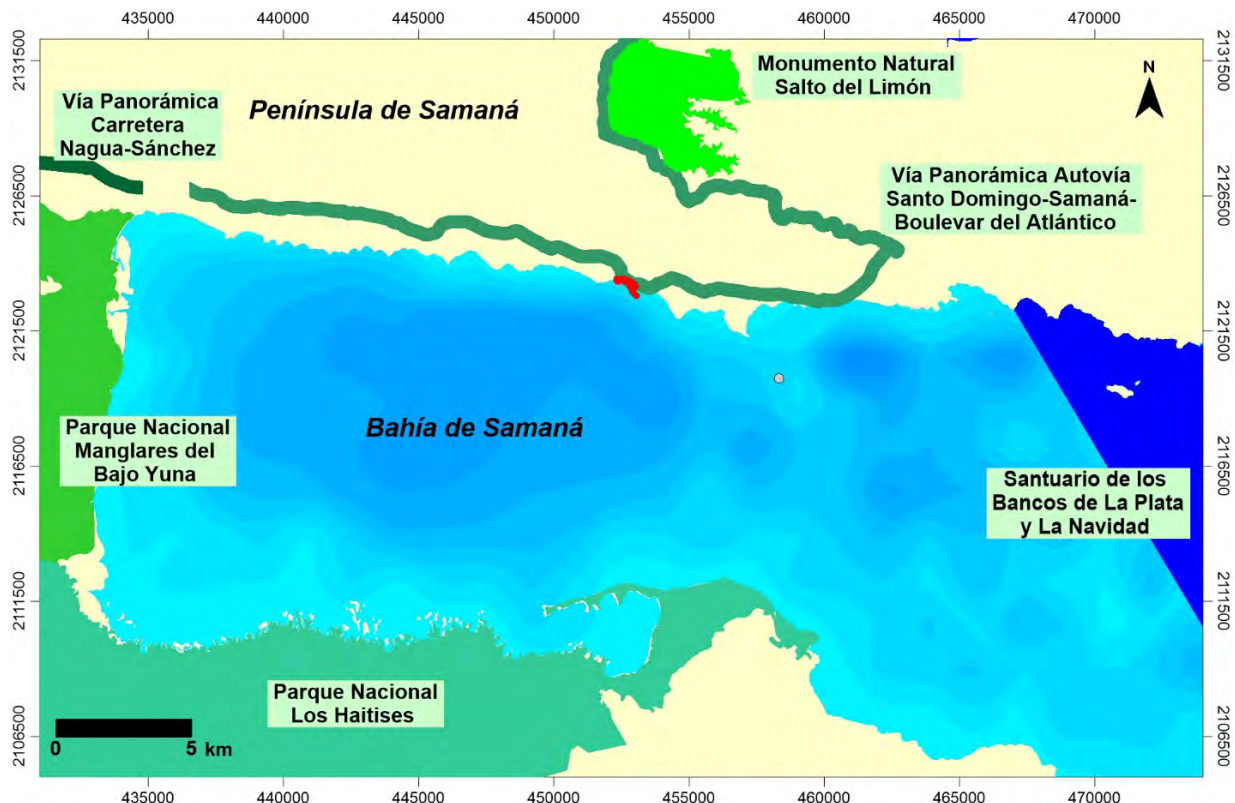 435000 440000 445000 450000 455000 460000 465000 470000
2131500 2131500
Monumento Natural
Salto del Limón
N
Vía Panorámica
Carretera
Nagua-Sánchez
Península de Samaná
2126500 2126500
Vía Panorámica Autovía
Santo Domingo-Samaná-
Boulevar del Atlántico
2121500 2121500
Parque Nacional
Manglares del
Bajo Yuna
Bahía de Samaná
2116500 2116500
Santuario de los
Bancos de La Plata
y La Navidad
2111500 2111500
Parque Nacional
Los Haitises
2106500 2106500
0 5 km
435000 440000 445000 450000 455000 460000 465000 470000